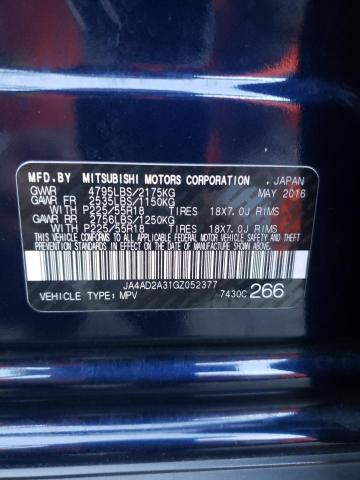 MFD.BY MITSUBISHI MOTORS CORPORATION, JAPAN
GVWR 4795LBS/2175KG MAY 2016
GAWR FR 2535LBS/1150KG
WITH P225/55R18 TIRES 18X7.0J RIMS
GAWR RR 2756LBS/1250KG
WITH P225/55R18 TIRES 18X7.0J RIMS
THIS VEHICLE CONFORMS TO ALL APPLICABLE
FEDERAL MOTOR VEHICLE SAFETY, BUMPER AND
THEFT PREVENTION STANDARDS IN EFFECT ON
THE DATE OF MANUFACTURE SHOWN ABOVE.
JA4AD2A31GZ052377
VEHICLE TYPE: MPV 7430C 266